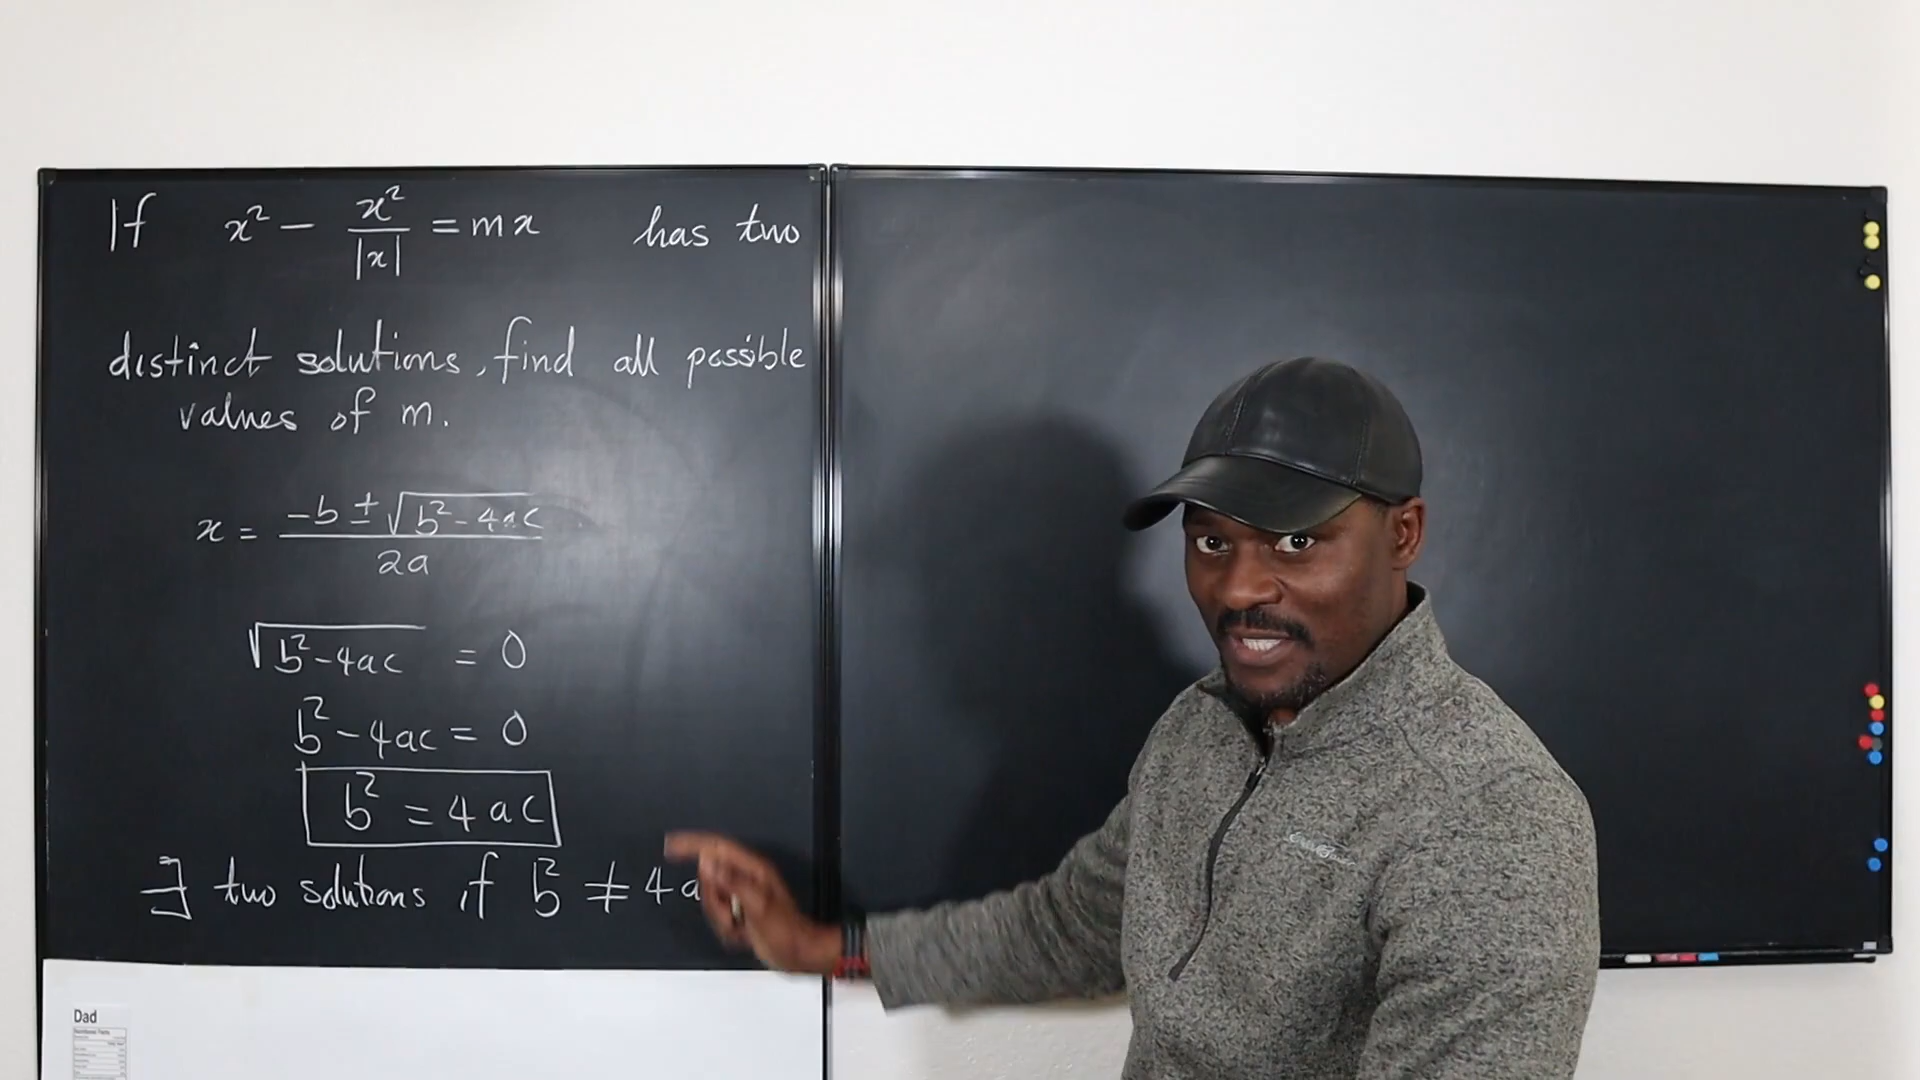 If x² - x²/|x| = mx has two
distinct solutions, find all possible
values of m.
x = (-b ± √(b² - 4ac))/2a
√(b² - 4ac) = 0
b² - 4ac = 0
b² = 4ac
∃ two solutions if b² ≠ 4a
Dad